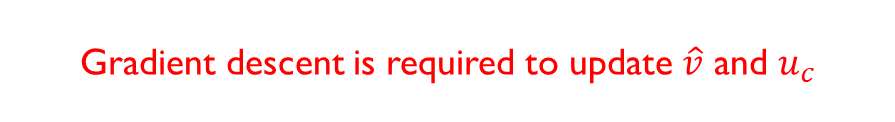 Gradient descent is required to update v̂ and u_c